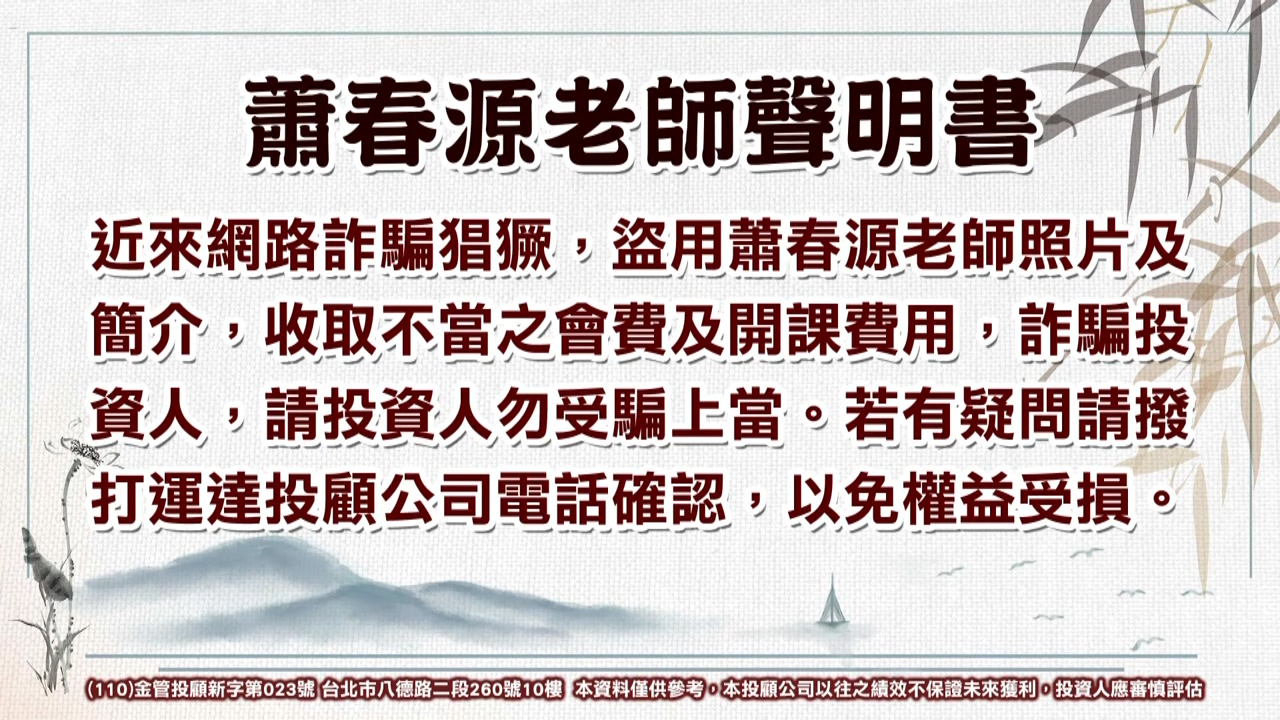 蕭春源老師聲明書
近來網路詐騙猖獗，盜用蕭春源老師照片及
簡介，收取不當之會費及開課費用，詐騙投
資人，請投資人勿受騙上當。若有疑問請撥
打運達投顧公司電話確認，以免權益受損。
(110)金管投顧新字第023號 台北市八德路二段260號10樓 本資料僅供參考，本投顧公司以往之績效不保證未來獲利，投資人應審慎評估